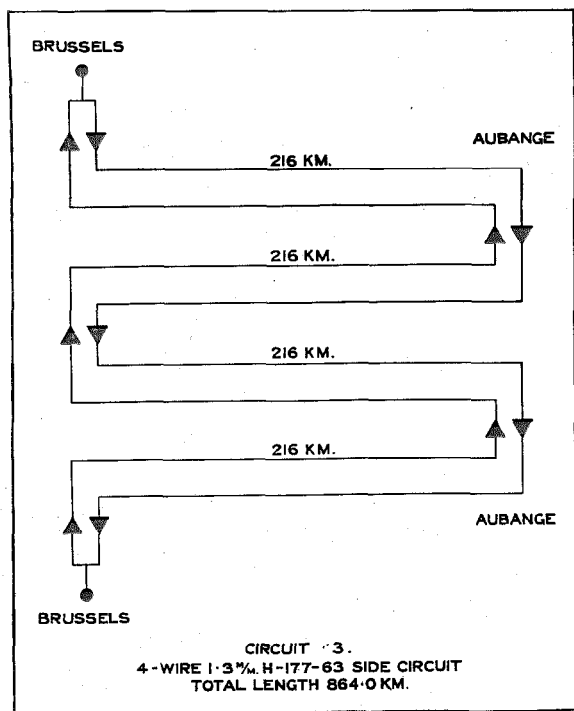 BRUSSELS
AUBANGE
216 KM.
216 KM.
216 KM.
216 KM.
AUBANGE
BRUSSELS
CIRCUIT 3.
4-WIRE 1·3 M/M. H-177-63 SIDE CIRCUIT
TOTAL LENGTH 864·0 KM.